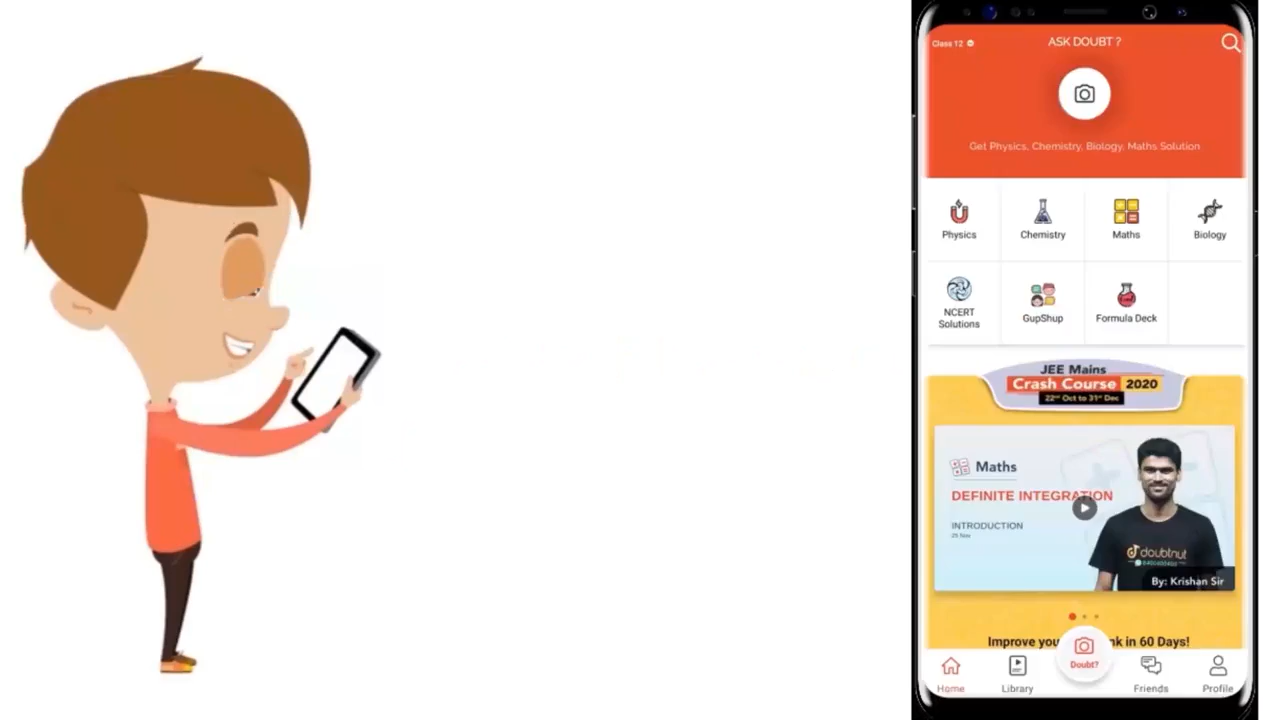 Class 12
ASK DOUBT ?
Get Physics, Chemistry, Biology, Maths Solution
Physics
Chemistry
Maths
Biology
NCERT
Solutions
GupShup
Formula Deck
JEE Mains
Crash Course 2020
22nd Oct to 31st Dec
Maths
DEFINITE INTEGRATION
INTRODUCTION
doubtnut
By: Krishan Sir
Improve you nk in 60 Days!
Doubt?
Home
Library
Friends
Profile